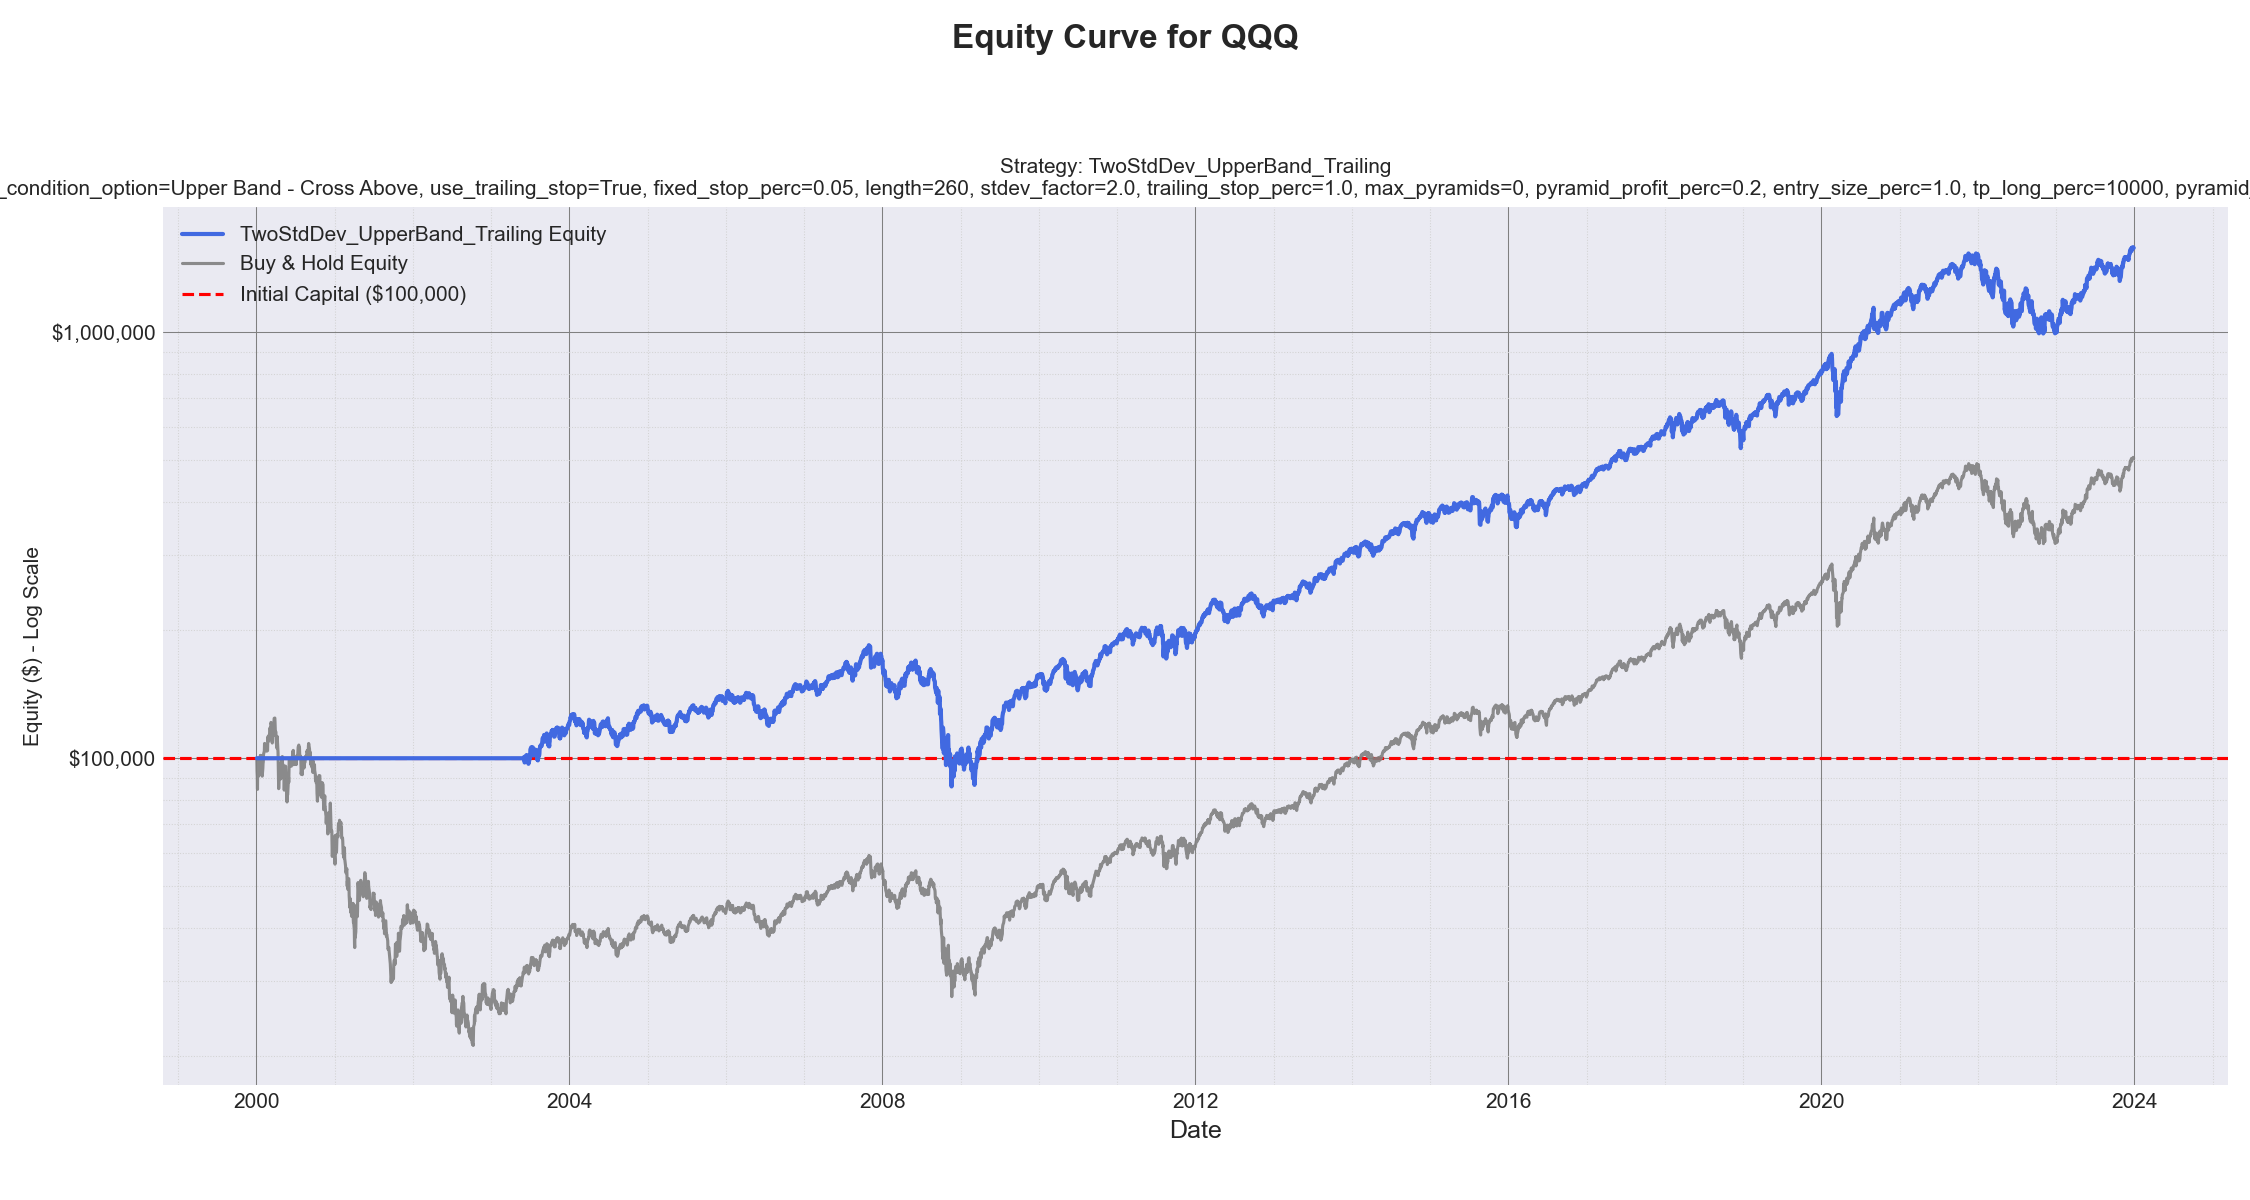 Equity Curve for QQQ
Strategy: TwoStdDev_UpperBand_Trailing
_condition_option=Upper Band - Cross Above, use_trailing_stop=True, fixed_stop_perc=0.05, length=260, stdev_factor=2.0, trailing_stop_perc=1.0, max_pyramids=0, pyramid_profit_perc=0.2, entry_size_perc=1.0, tp_long_perc=10000, pyramid_
TwoStdDev_UpperBand_Trailing Equity
Buy & Hold Equity
Initial Capital ($100,000)
$1,000,000
$100,000
Equity ($) - Log Scale
2000 2004 2008 2012 2016 2020 2024
Date